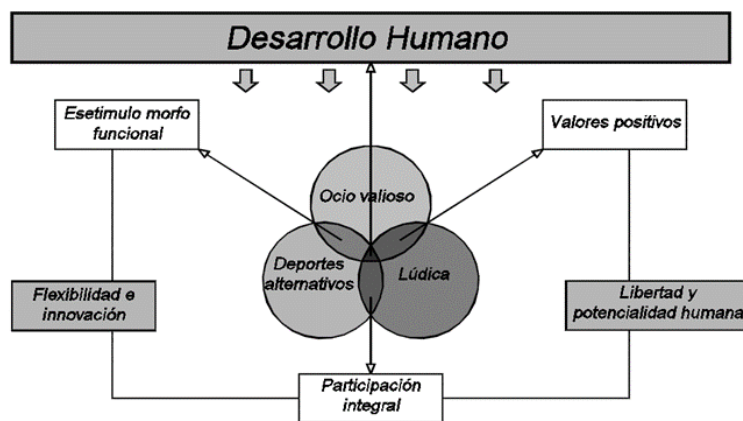 Desarrollo Humano
Esetimulo morfo
funcional
Valores positivos
Ocio valioso
Deportes
alternativos
Lúdica
Flexibilidad e
innovación
Libertad y
potencialidad humana
Participación
integral